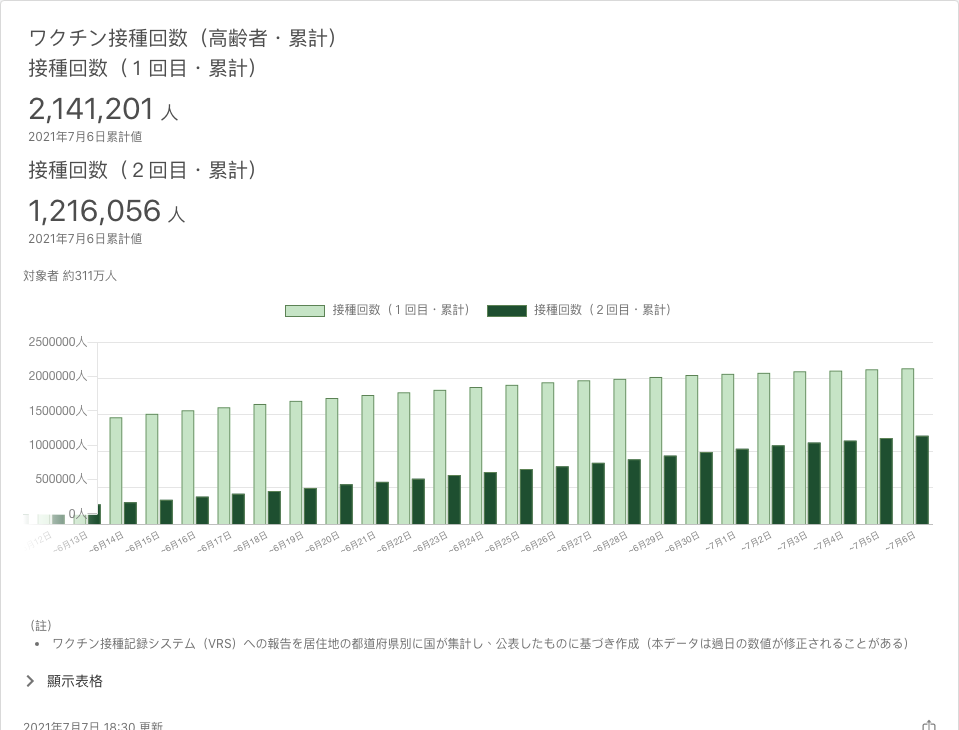 ワクチン接種回数（高齢者・累計）
接種回数（１回目・累計）
2,141,201 人
2021年7月6日累計値
接種回数（２回目・累計）
1,216,056 人
2021年7月6日累計値
対象者 約311万人
接種回数（１回目・累計） 接種回数（２回目・累計）
2500000人
2000000人
1500000人
1000000人
500000人
0人
~6月13日 ~6月14日 ~6月15日 ~6月16日 ~6月17日 ~6月18日 ~6月19日 ~6月20日 ~6月21日 ~6月22日 ~6月23日 ~6月24日 ~6月25日 ~6月26日 ~6月27日 ~6月28日 ~6月29日 ~6月30日 ~7月1日 ~7月2日 ~7月3日 ~7月4日 ~7月5日 ~7月6日
（註）
• ワクチン接種記録システム（VRS）への報告を居住地の都道府県別に国が集計し、公表したものに基づき作成（本データは過日の数値が修正されることがある）
顯示表格
2021年7月7日 18:30 更新